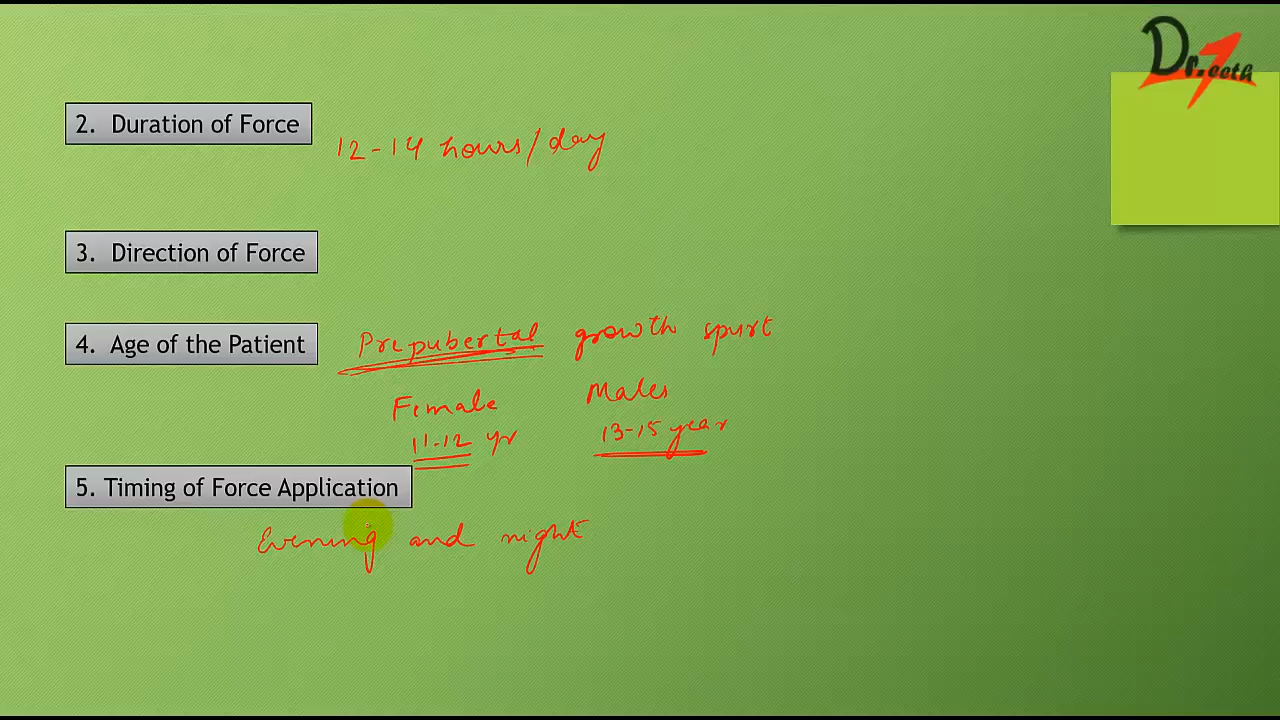 Dr.eeth
2. Duration of Force
12-14 hours/day
3. Direction of Force
4. Age of the Patient
Prepubertal growth spurt
Female Males
11-12 yr 13-15 year
5. Timing of Force Application
Evening and night